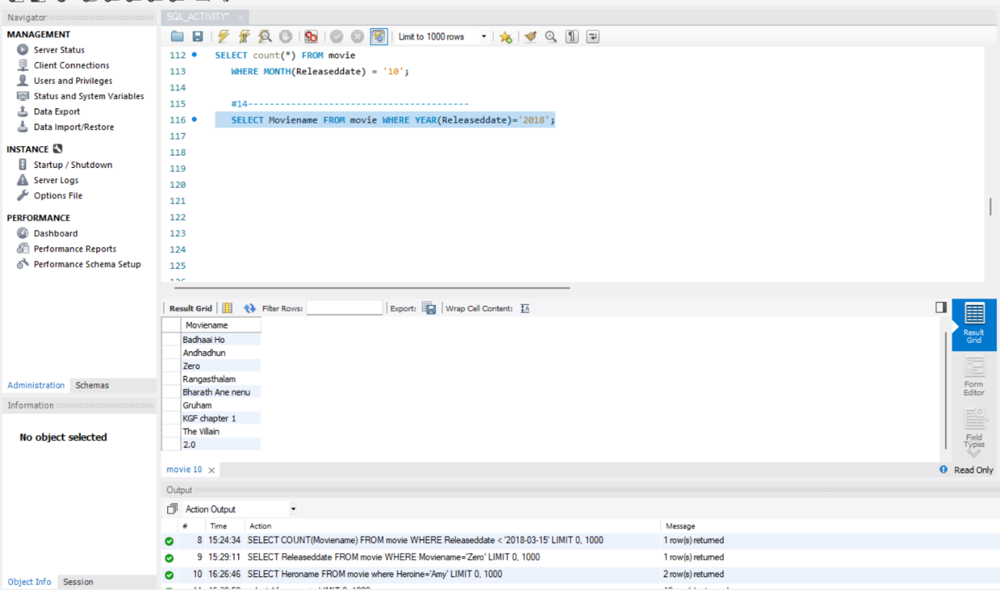 Navigator
SQL_ACTIVITY* ×
MANAGEMENT
Server Status
Client Connections
Users and Privileges
Status and System Variables
Data Export
Data Import/Restore
INSTANCE
Startup / Shutdown
Server Logs
Options File
PERFORMANCE
Dashboard
Performance Reports
Performance Schema Setup
Administration Schemas
Information
No object selected
Object Info Session
Limit to 1000 rows
112 SELECT count(*) FROM movie
113 WHERE MONTH(Releaseddate) = '10';
114
115 #14-----------------------------------------
116 SELECT Moviename FROM movie WHERE YEAR(Releaseddate)='2018';
117
118
119
120
121
122
123
124
125
126
Result Grid Filter Rows: Export: Wrap Cell Content:
Moviename
Badhaai Ho
Andhadhun
Zero
Rangasthalam
Bharath Ane nenu
Gruham
KGF chapter 1
The Villain
2.0
Result
Grid
Form
Editor
Field
Types
movie 10 × Read Only
Output
Action Output
# Time Action Message
8 15:24:34 SELECT COUNT(Moviename) FROM movie WHERE Releaseddate < '2018-03-15' LIMIT 0, 1000 1 row(s) returned
9 15:29:11 SELECT Releaseddate FROM movie WHERE Moviename='Zero' LIMIT 0, 1000 1 row(s) returned
10 16:26:46 SELECT Heroname FROM movie where Heroine='Amy' LIMIT 0, 1000 2 row(s) returned